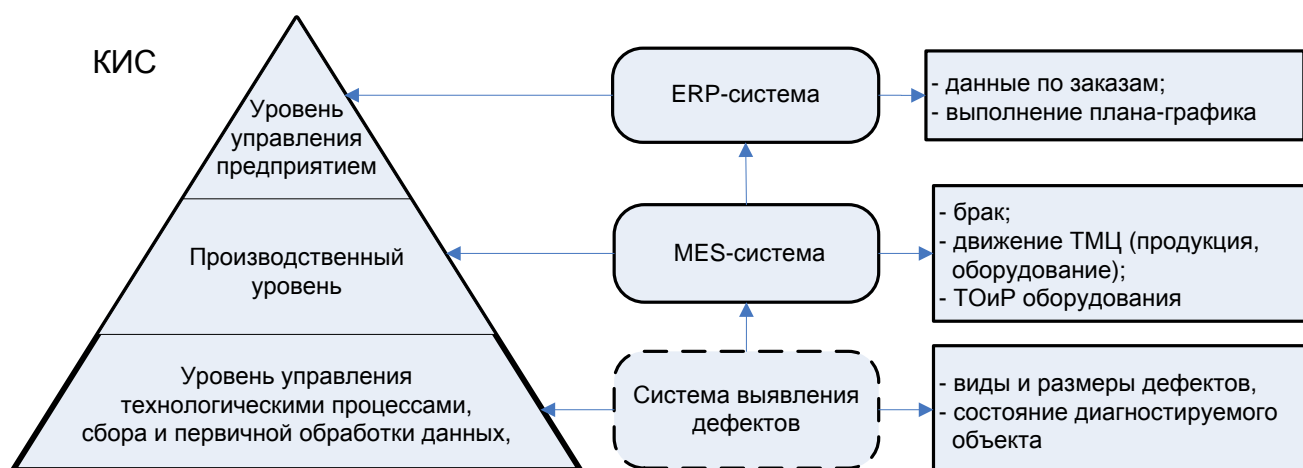 КИС
Уровень
управления
предприятием
ERP-система
- данные по заказам;
- выполнение плана-графика
Производственный
уровень
MES-система
- брак;
- движение ТМЦ (продукция,
оборудование);
- ТОиР оборудования
Уровень управления
технологическими процессами,
сбора и первичной обработки данных,
Система выявления
дефектов
- виды и размеры дефектов,
- состояние диагностируемого
объекта